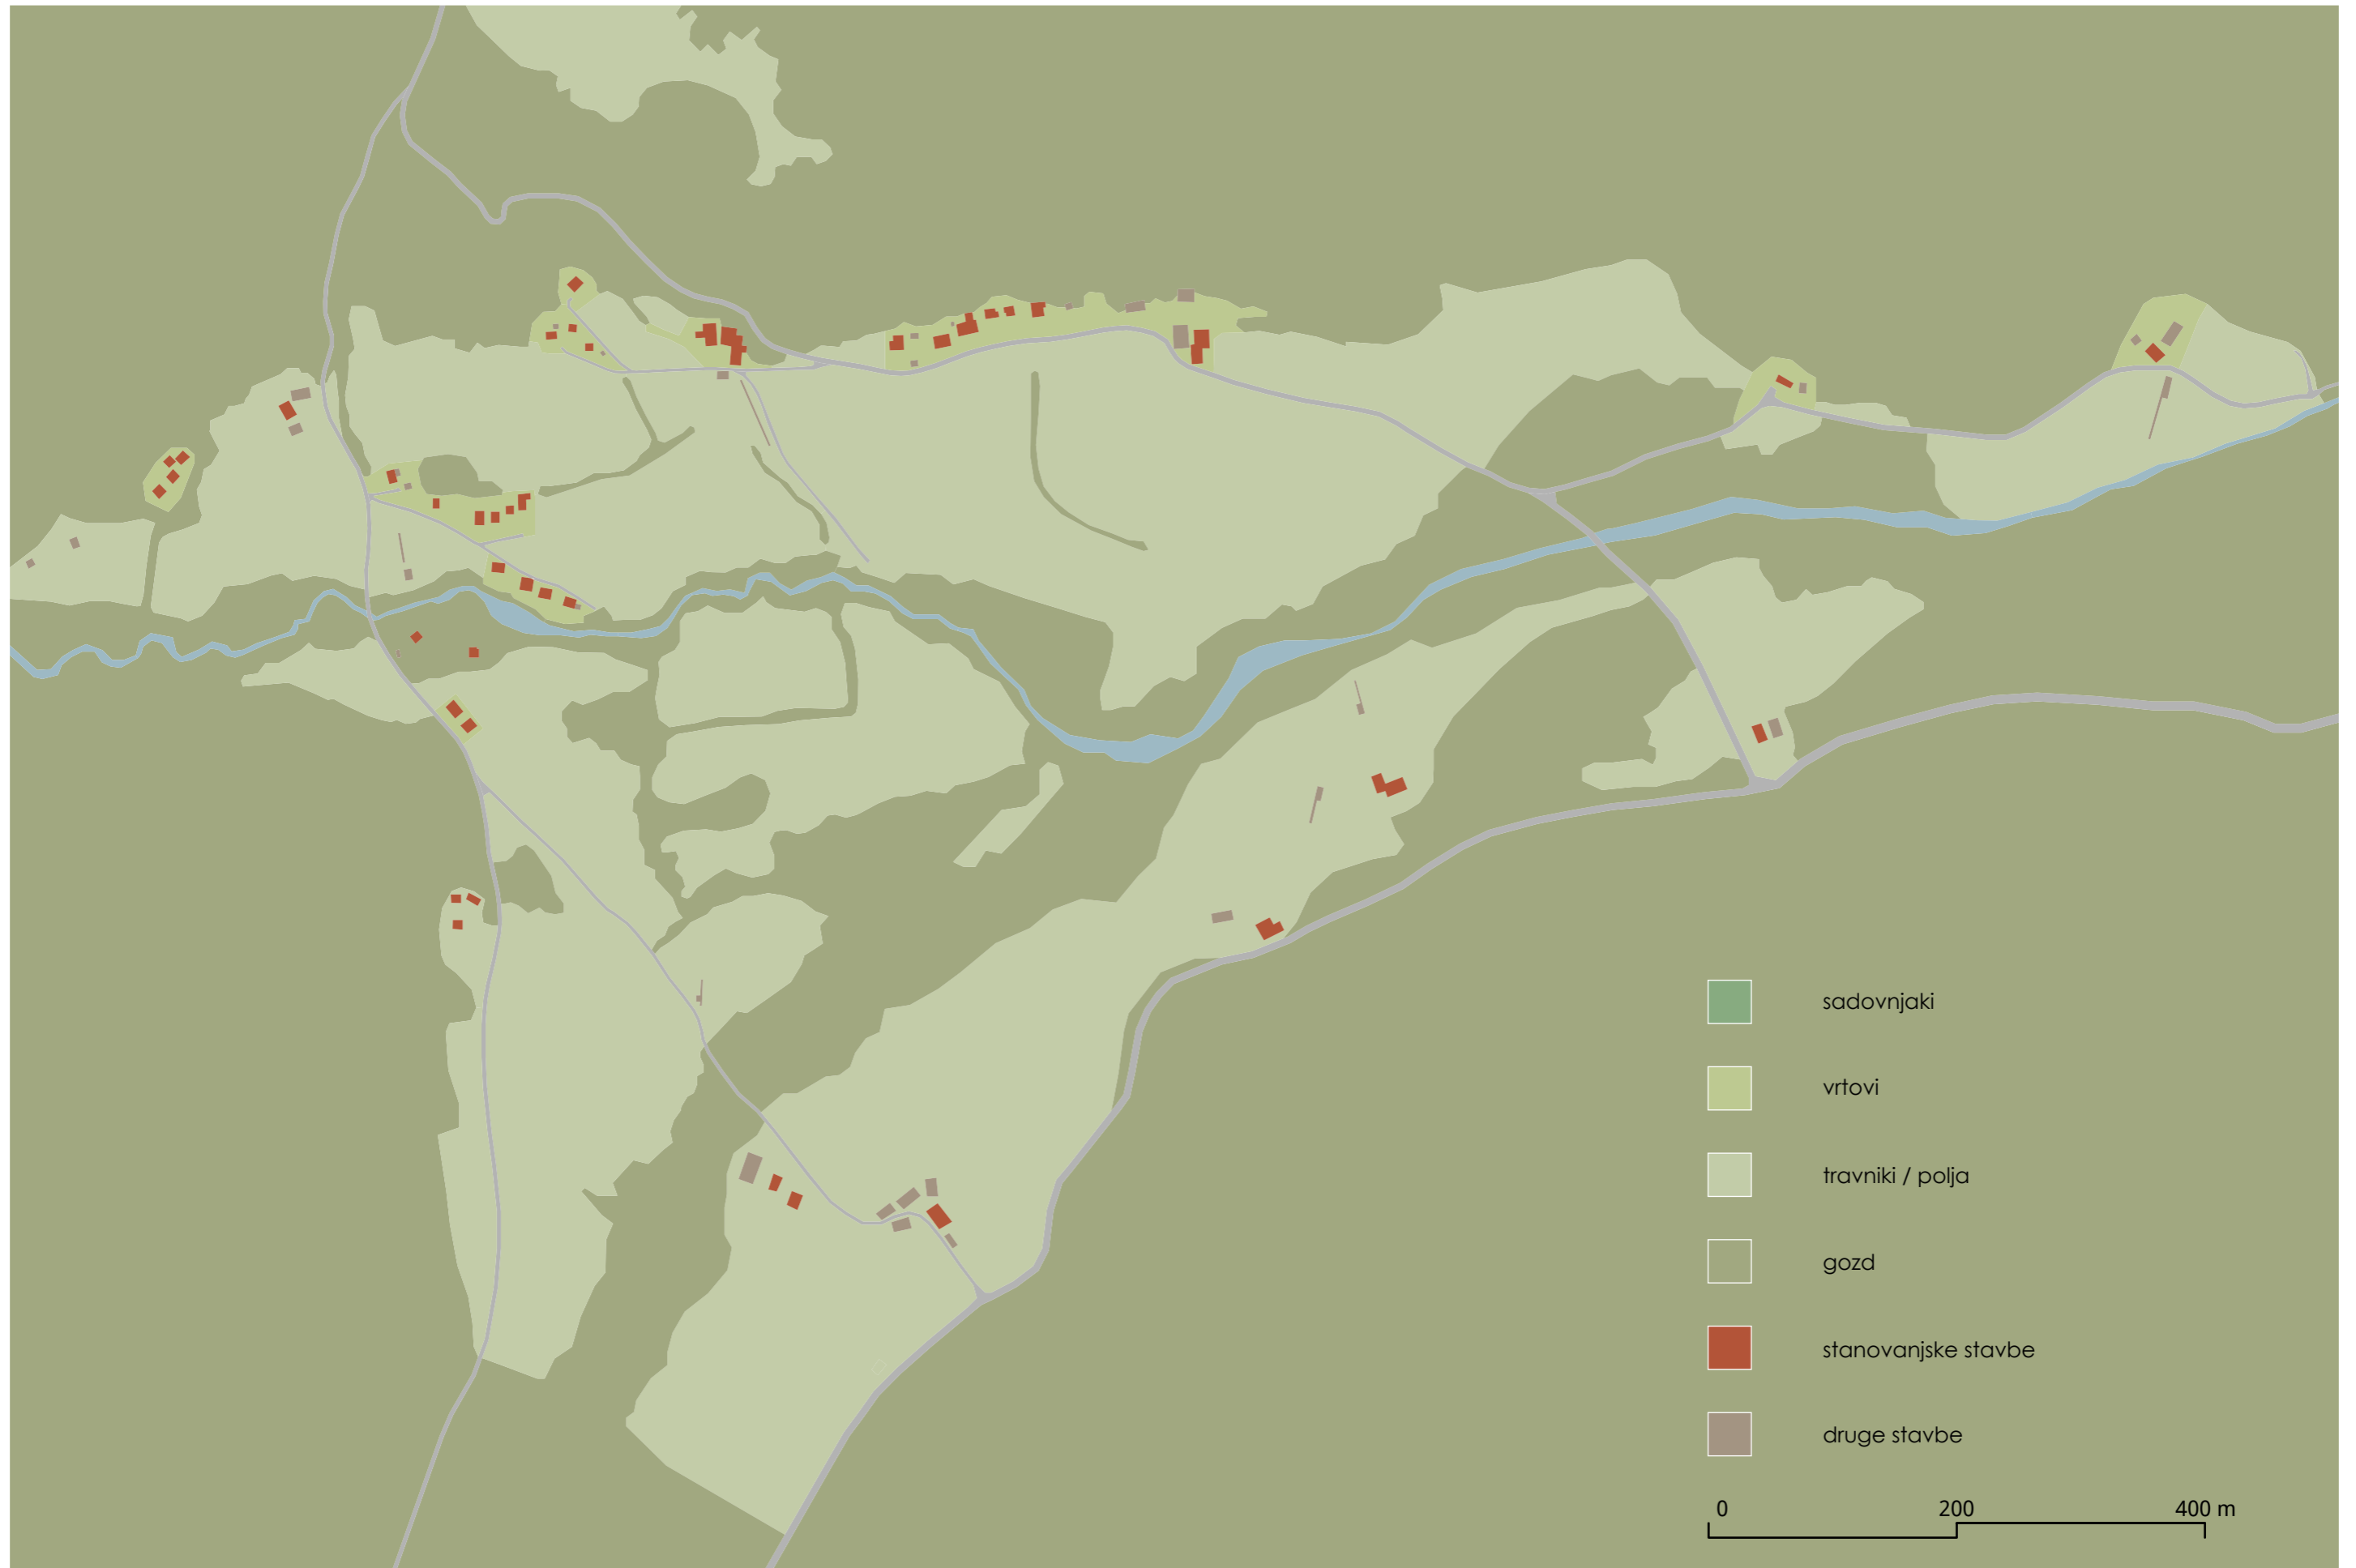 sadovnjaki
vrtovi
travniki / polja
gozd
stanovanjske stavbe
druge stavbe
0 200 400 m